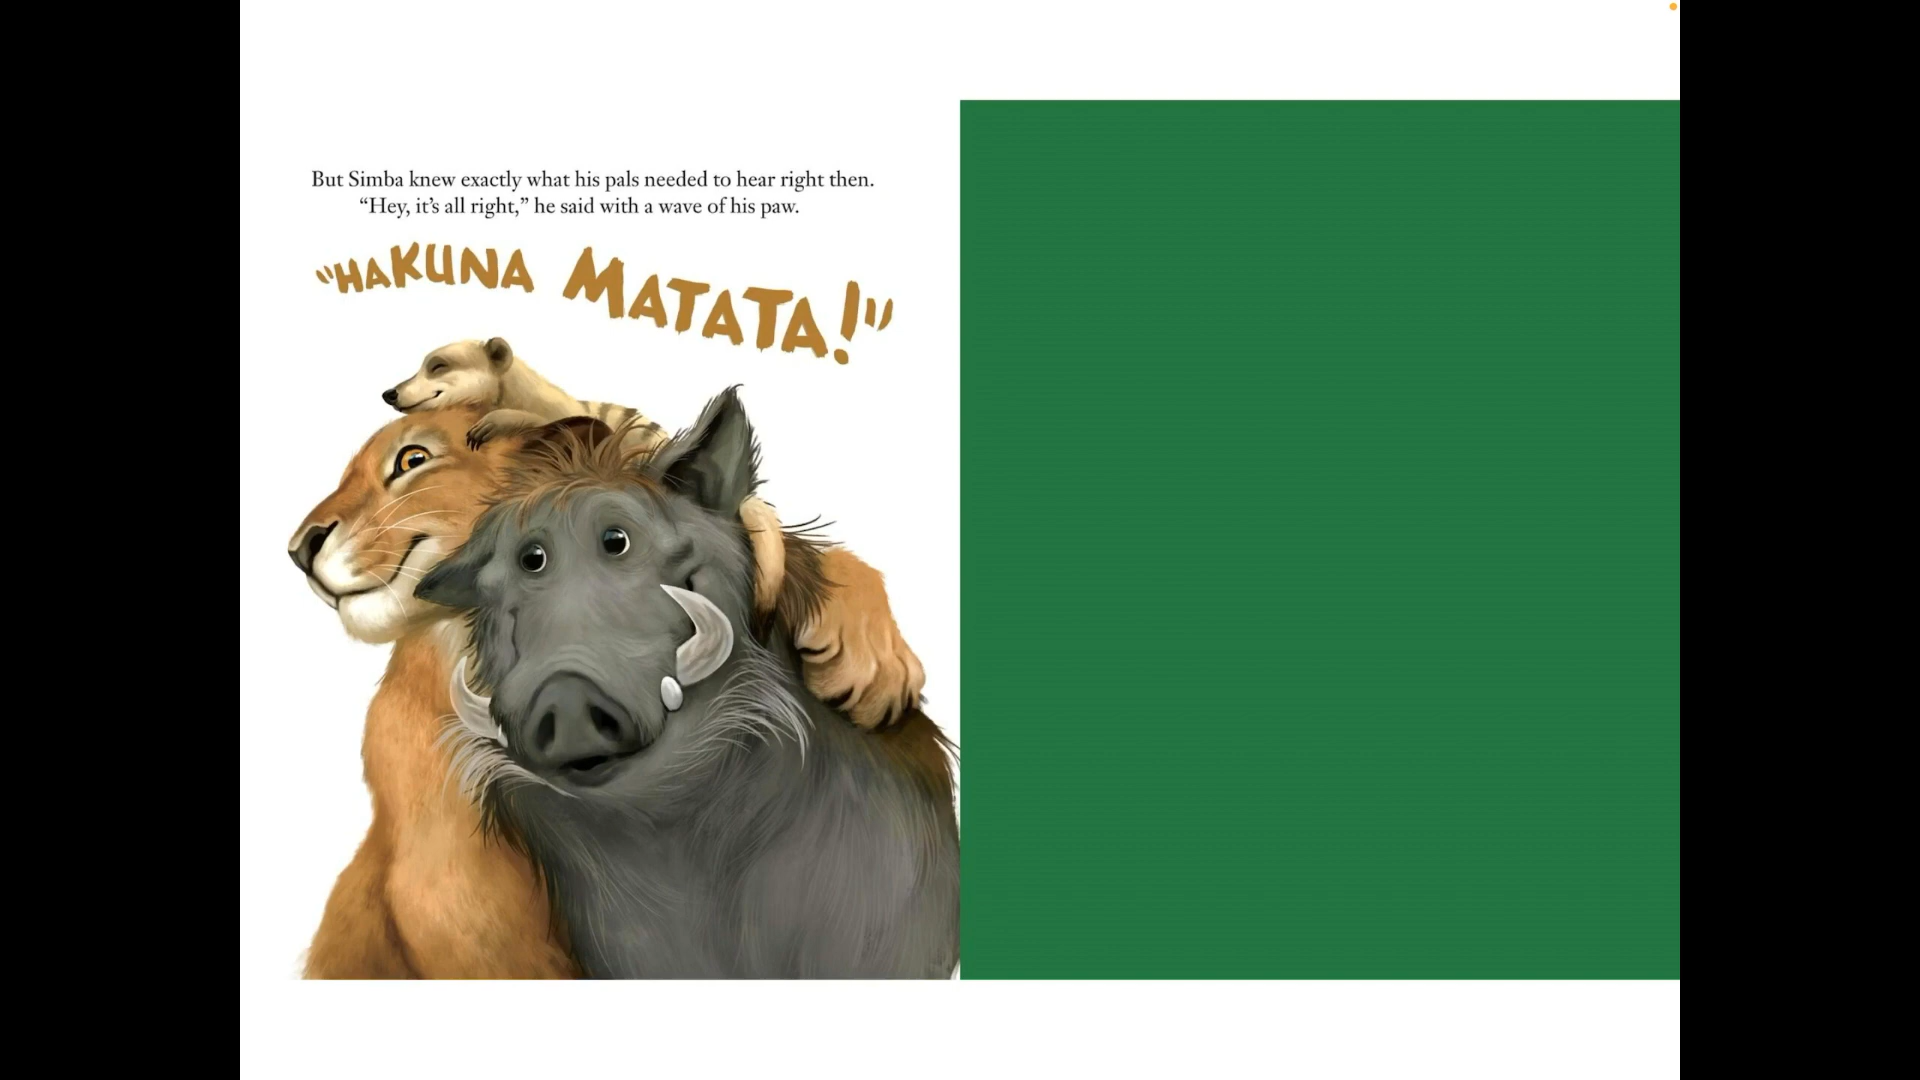 But Simba knew exactly what his pals needed to hear right then.
“Hey, it’s all right,” he said with a wave of his paw.
“HAKUNA MATATA!”